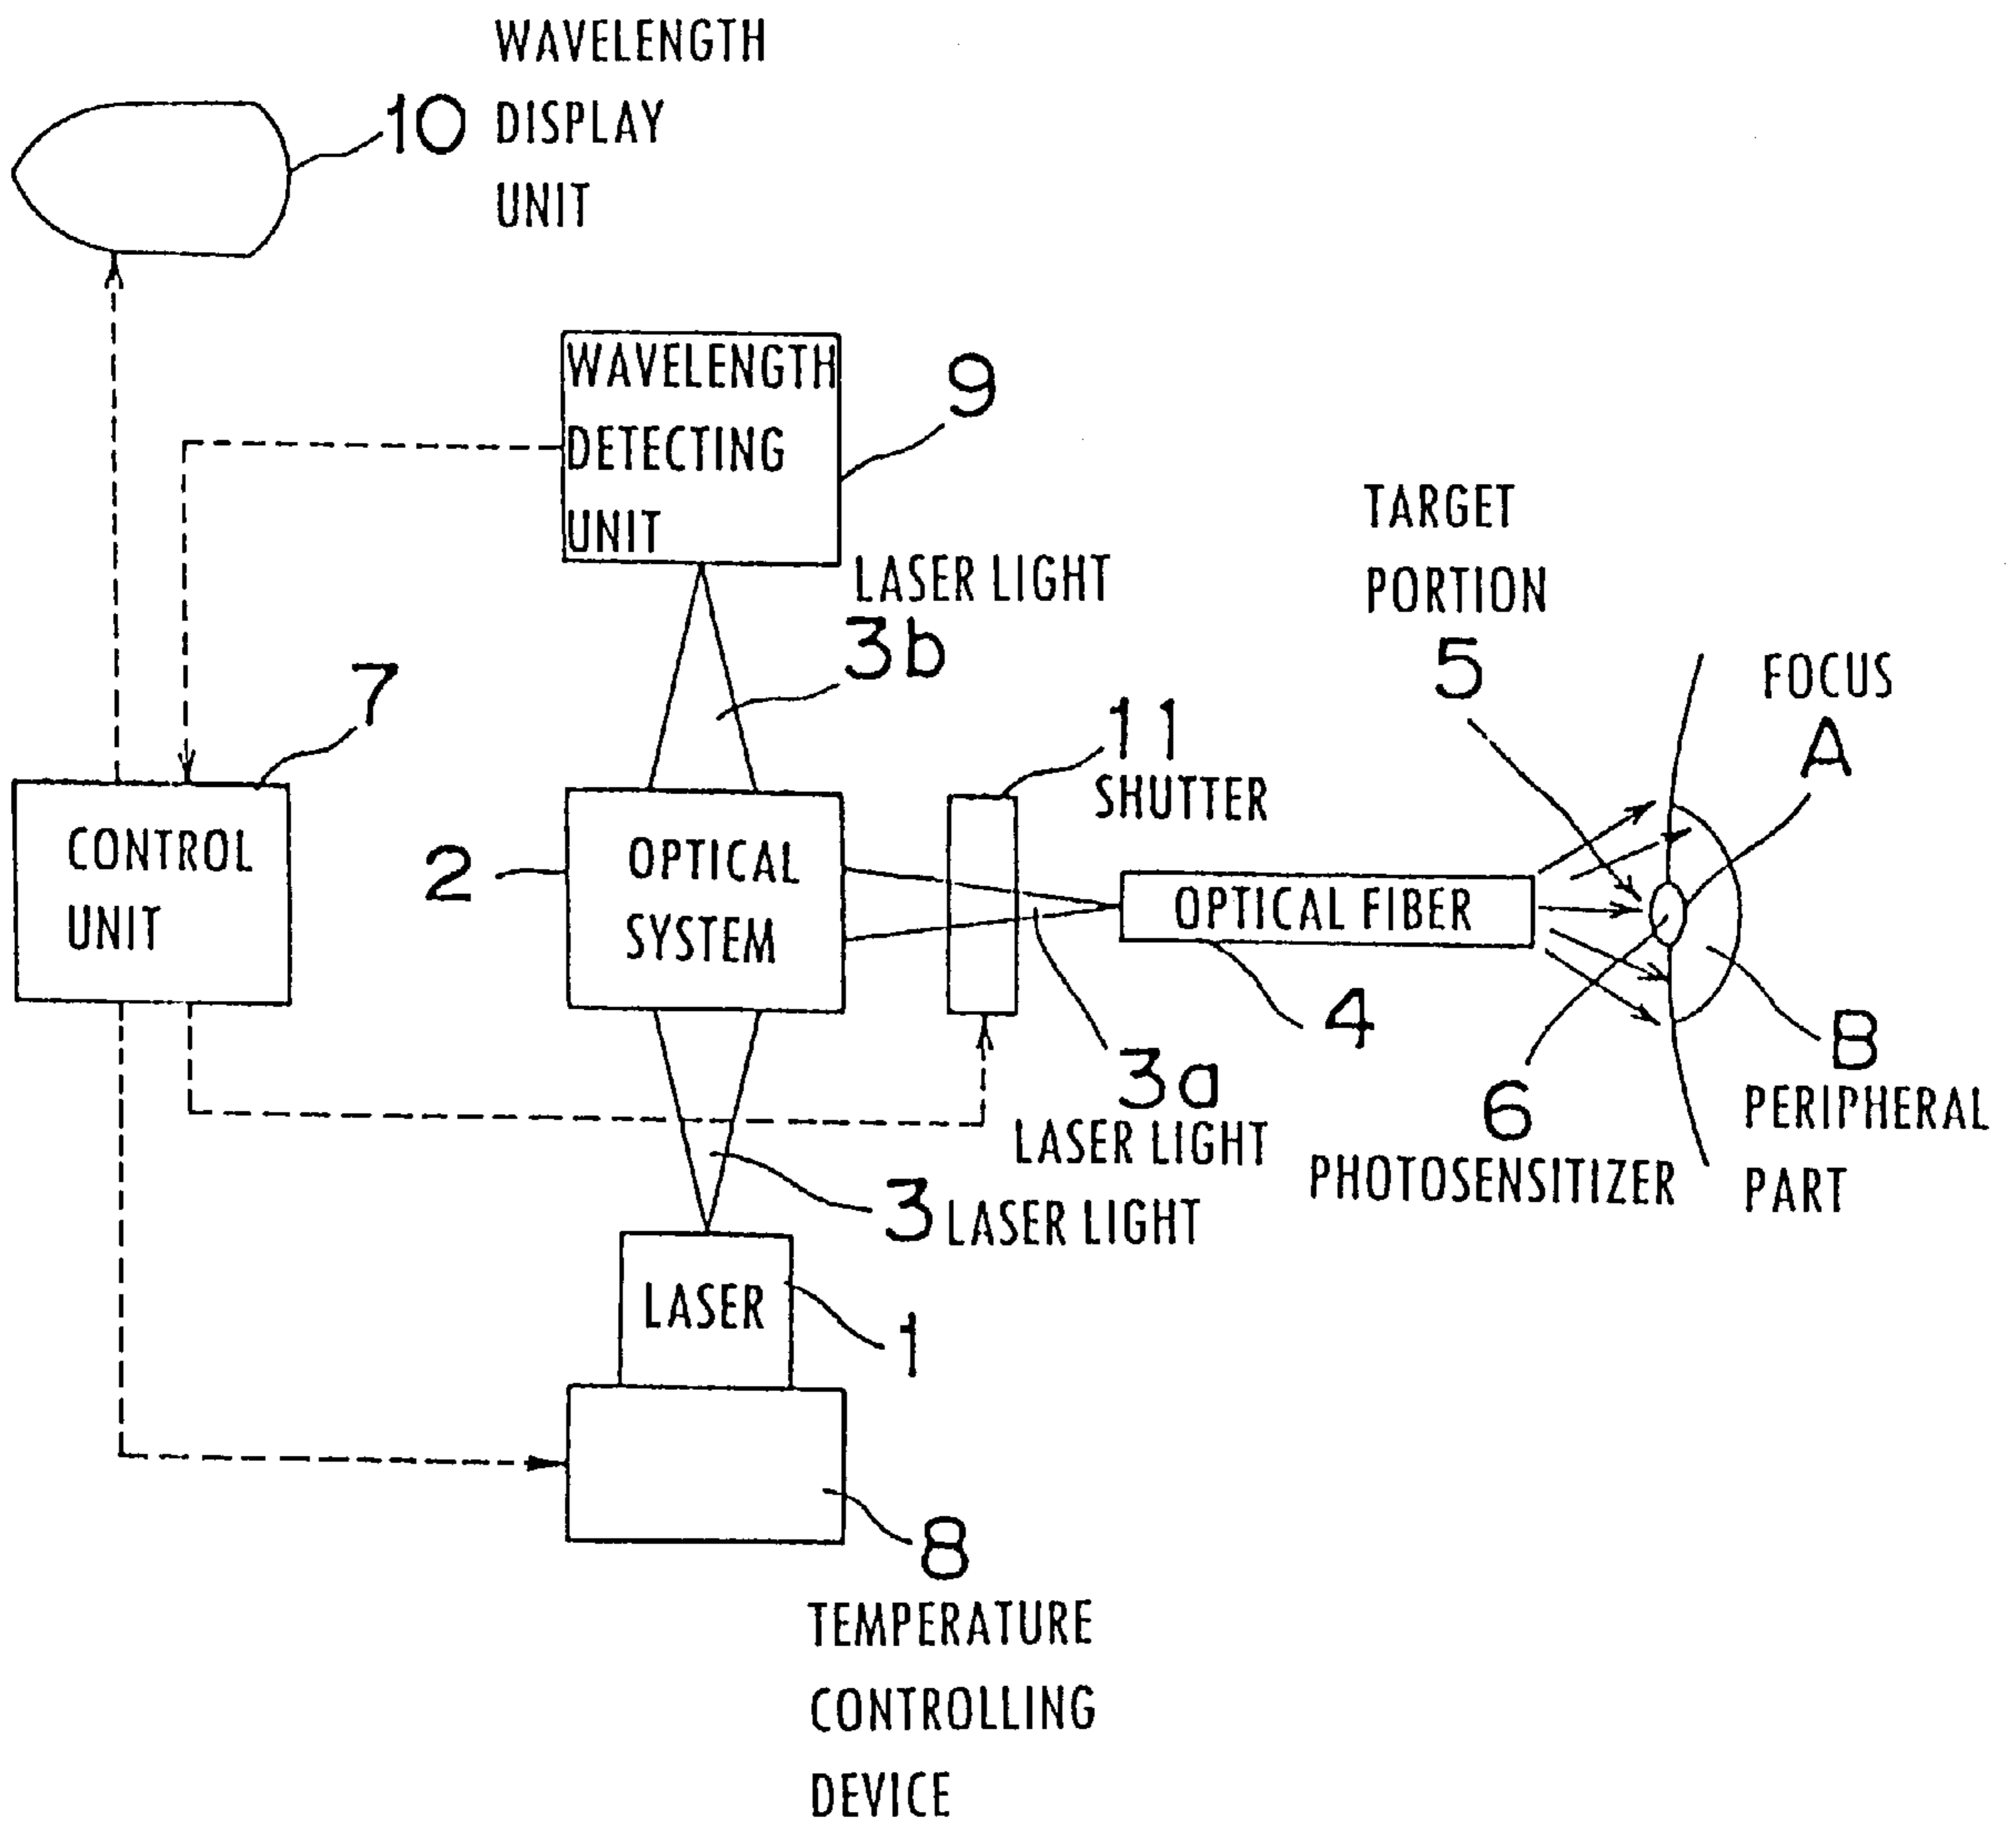 WAVELENGTH
10 DISPLAY
UNIT
WAVELENGTH
DETECTING
UNIT
9
LASER LIGHT
3b
TARGET
PORTION
5
FOCUS
A
7
11
SHUTTER
CONTROL
UNIT
2
OPTICAL
SYSTEM
OPTICAL FIBER
4
3a
LASER LIGHT
6
PHOTOSENSITIZER
B
PERIPHERAL
PART
3 LASER LIGHT
LASER
1
8
TEMPERATURE
CONTROLLING
DEVICE